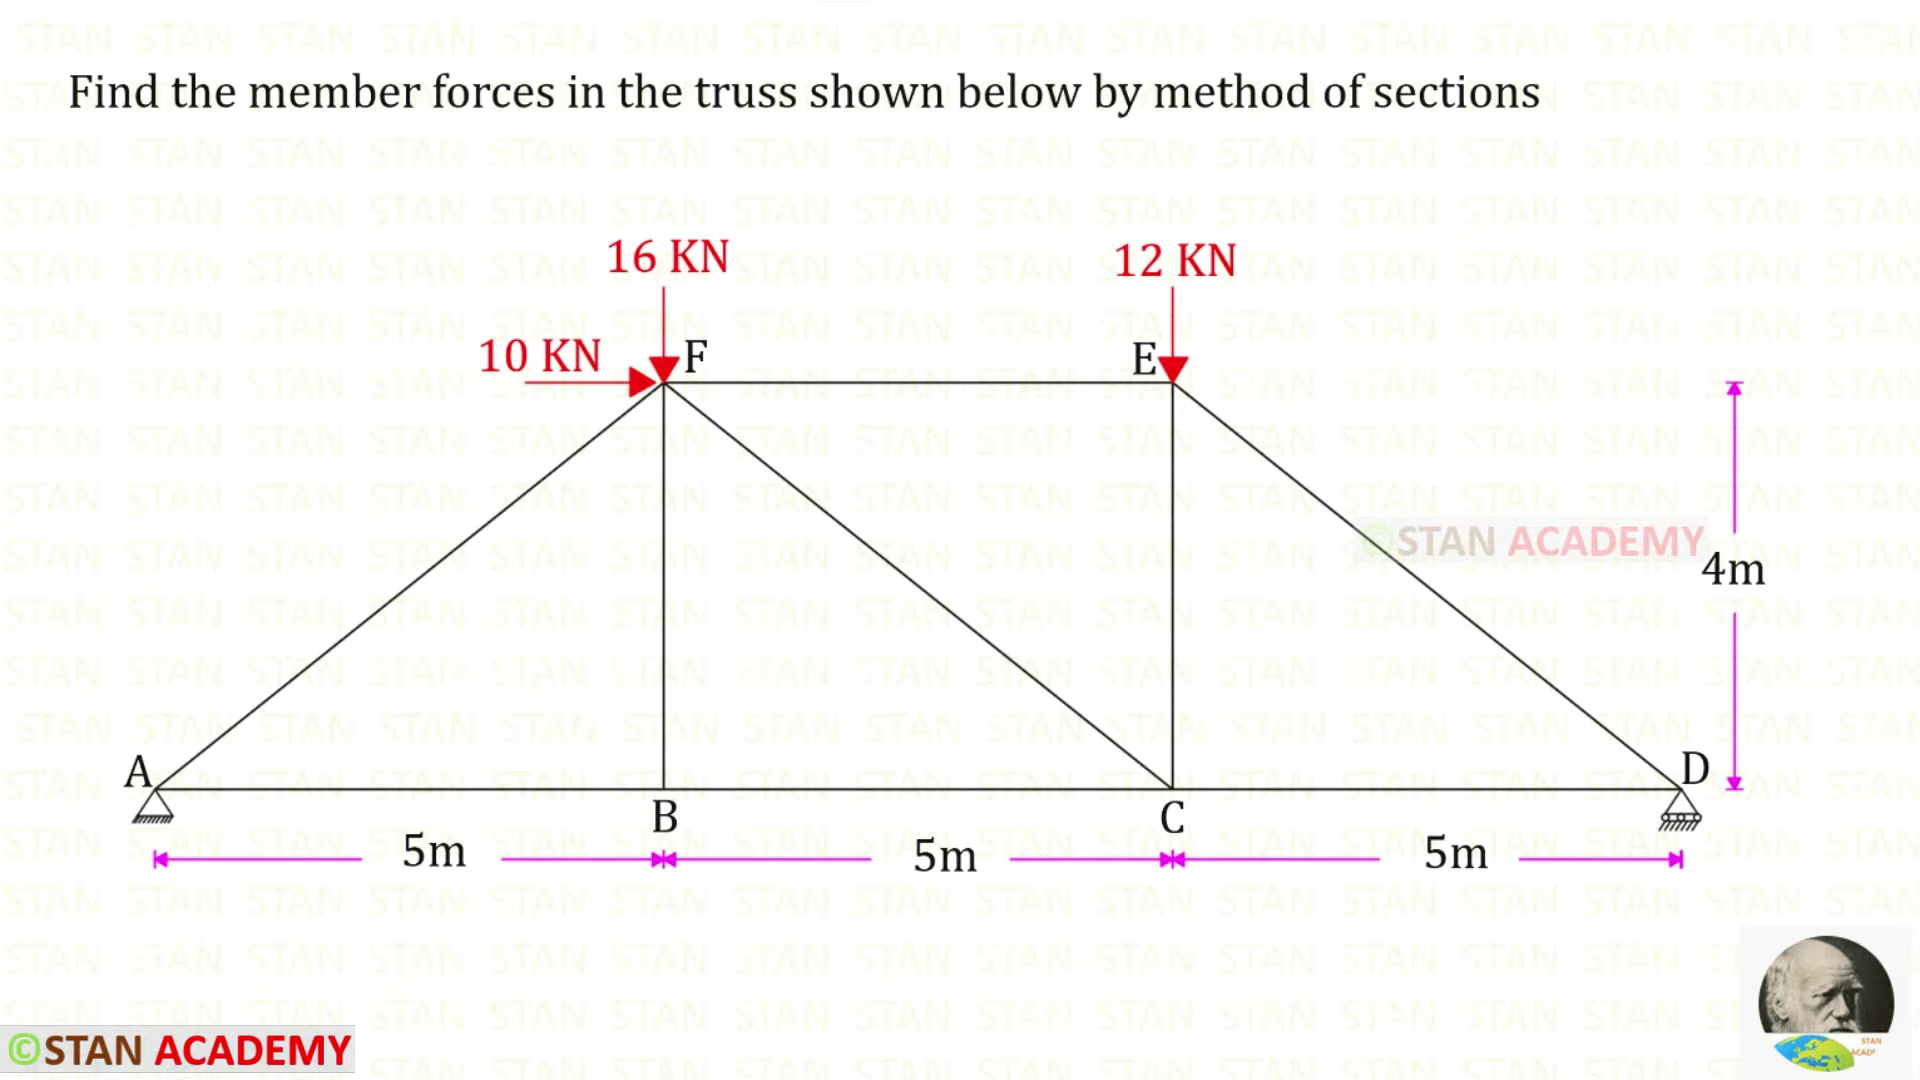 Find the member forces in the truss shown below by method of sections
16 KN
12 KN
10 KN
F
E
©STAN ACADEMY
4m
A
D
B
C
5m
5m
5m
©STAN ACADEMY
STAN